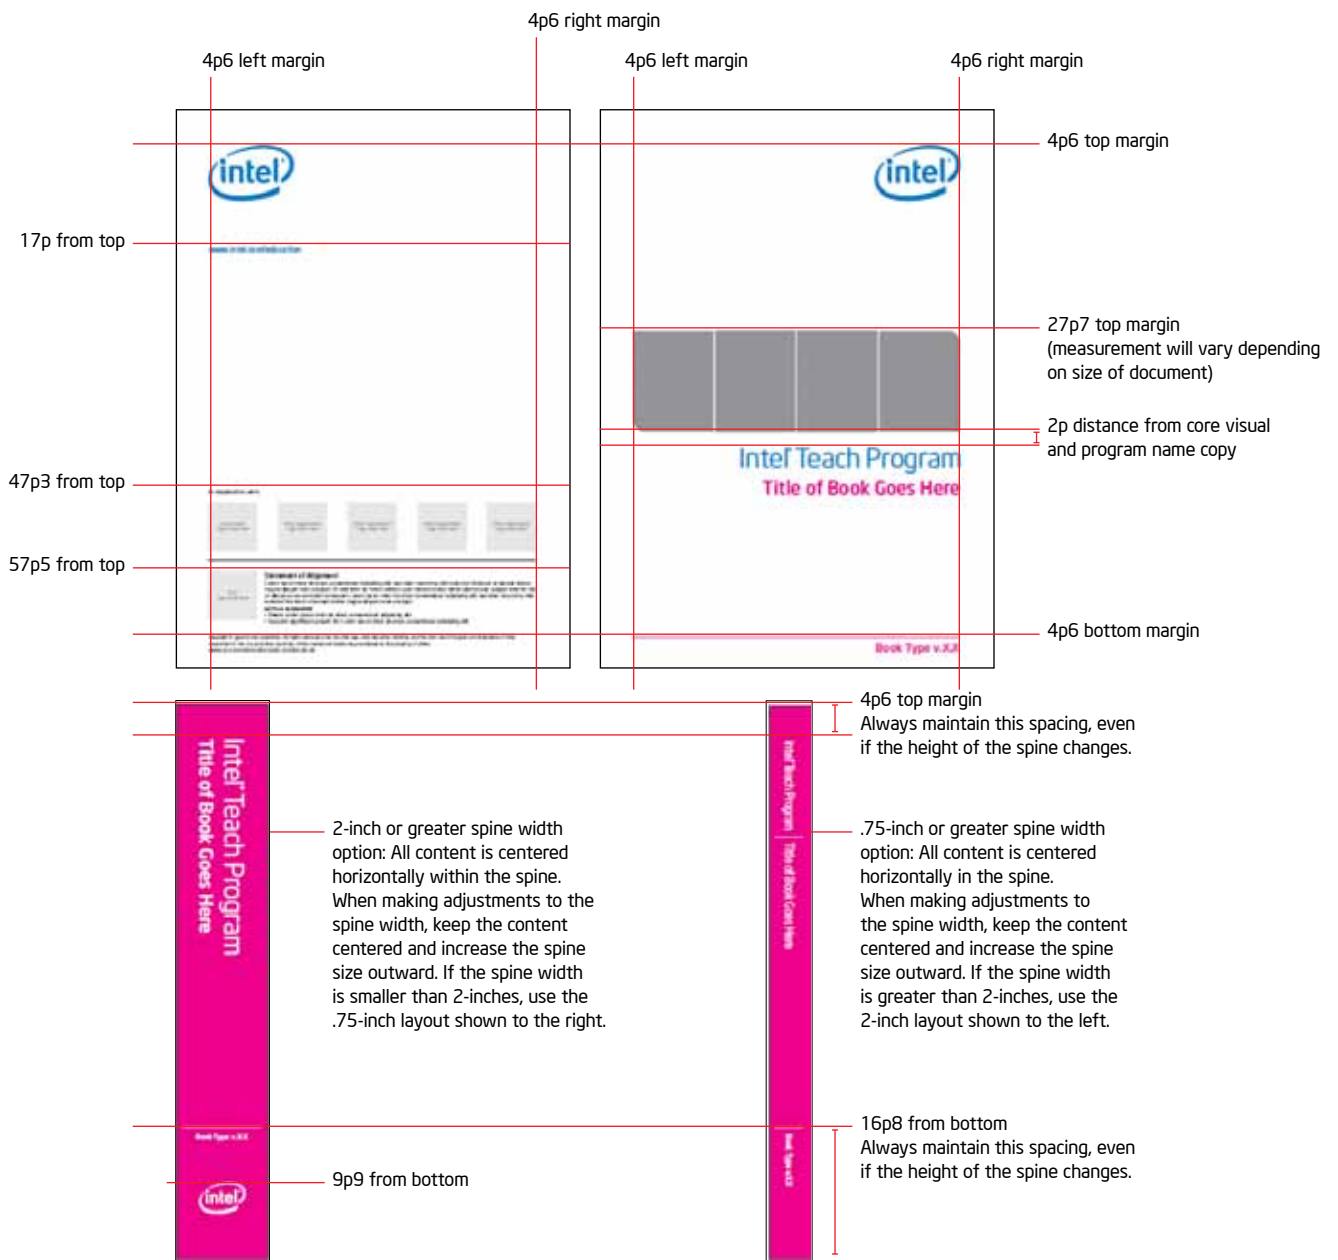 4p6 right margin
4p6 left margin
4p6 left margin
4p6 right margin
intel
intel
4p6 top margin
17p from top
27p7 top margin
(measurement will vary depending
on size of document)
2p distance from core visual
and program name copy
Intel® Teach Program
Title of Book Goes Here
47p3 from top
57p5 from top
Statement of Alignment
4p6 bottom margin
Book Type v.XX
4p6 top margin
Always maintain this spacing, even
if the height of the spine changes.
Intel® Teach Program
Title of Book Goes Here
2-inch or greater spine width
option: All content is centered
horizontally within the spine.
When making adjustments to the
spine width, keep the content
centered and increase the spine
size outward. If the spine width
is smaller than 2-inches, use the
.75-inch layout shown to the right.
Intel® Teach Program | Title of Book Goes Here
.75-inch or greater spine width
option: All content is centered
horizontally in the spine.
When making adjustments to
the spine width, keep the content
centered and increase the spine
size outward. If the spine width
is greater than 2-inches, use the
2-inch layout shown to the left.
Book Type v.XX
intel
9p9 from bottom
Book Type v.XX
16p8 from bottom
Always maintain this spacing, even
if the height of the spine changes.